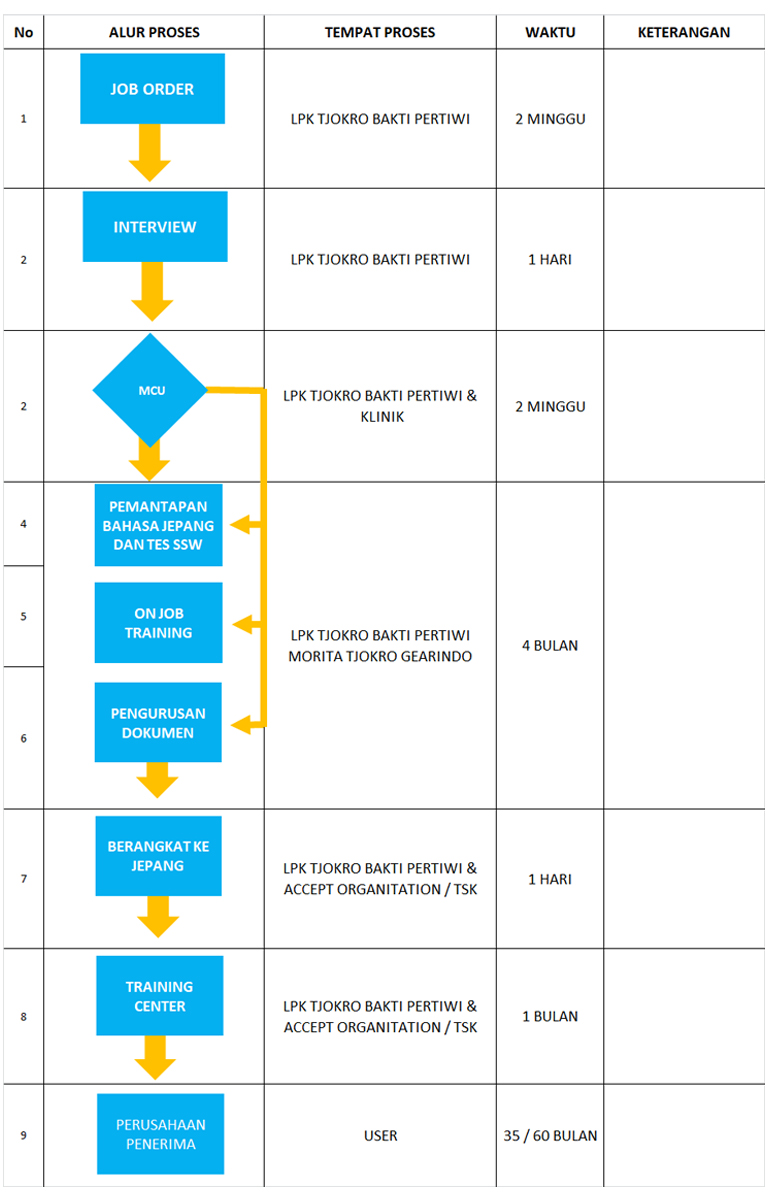 No ALUR PROSES TEMPAT PROSES WAKTU KETERANGAN
JOB ORDER
1 LPK TJOKRO BAKTI PERTIWI 2 MINGGU
INTERVIEW
2 LPK TJOKRO BAKTI PERTIWI 1 HARI
MCU
2 LPK TJOKRO BAKTI PERTIWI &
KLINIK
2 MINGGU
4 PEMANTAPAN
BAHASA JEPANG
DAN TES SSW
5 ON JOB
TRAINING
LPK TJOKRO BAKTI PERTIWI
MORITA TJOKRO GEARINDO
4 BULAN
6 PENGURUSAN
DOKUMEN
7 BERANGKAT KE
JEPANG
LPK TJOKRO BAKTI PERTIWI &
ACCEPT ORGANITATION / TSK
1 HARI
8 TRAINING
CENTER
LPK TJOKRO BAKTI PERTIWI &
ACCEPT ORGANITATION / TSK
1 BULAN
9 PERUSAHAAN
PENERIMA
USER
35 / 60 BULAN